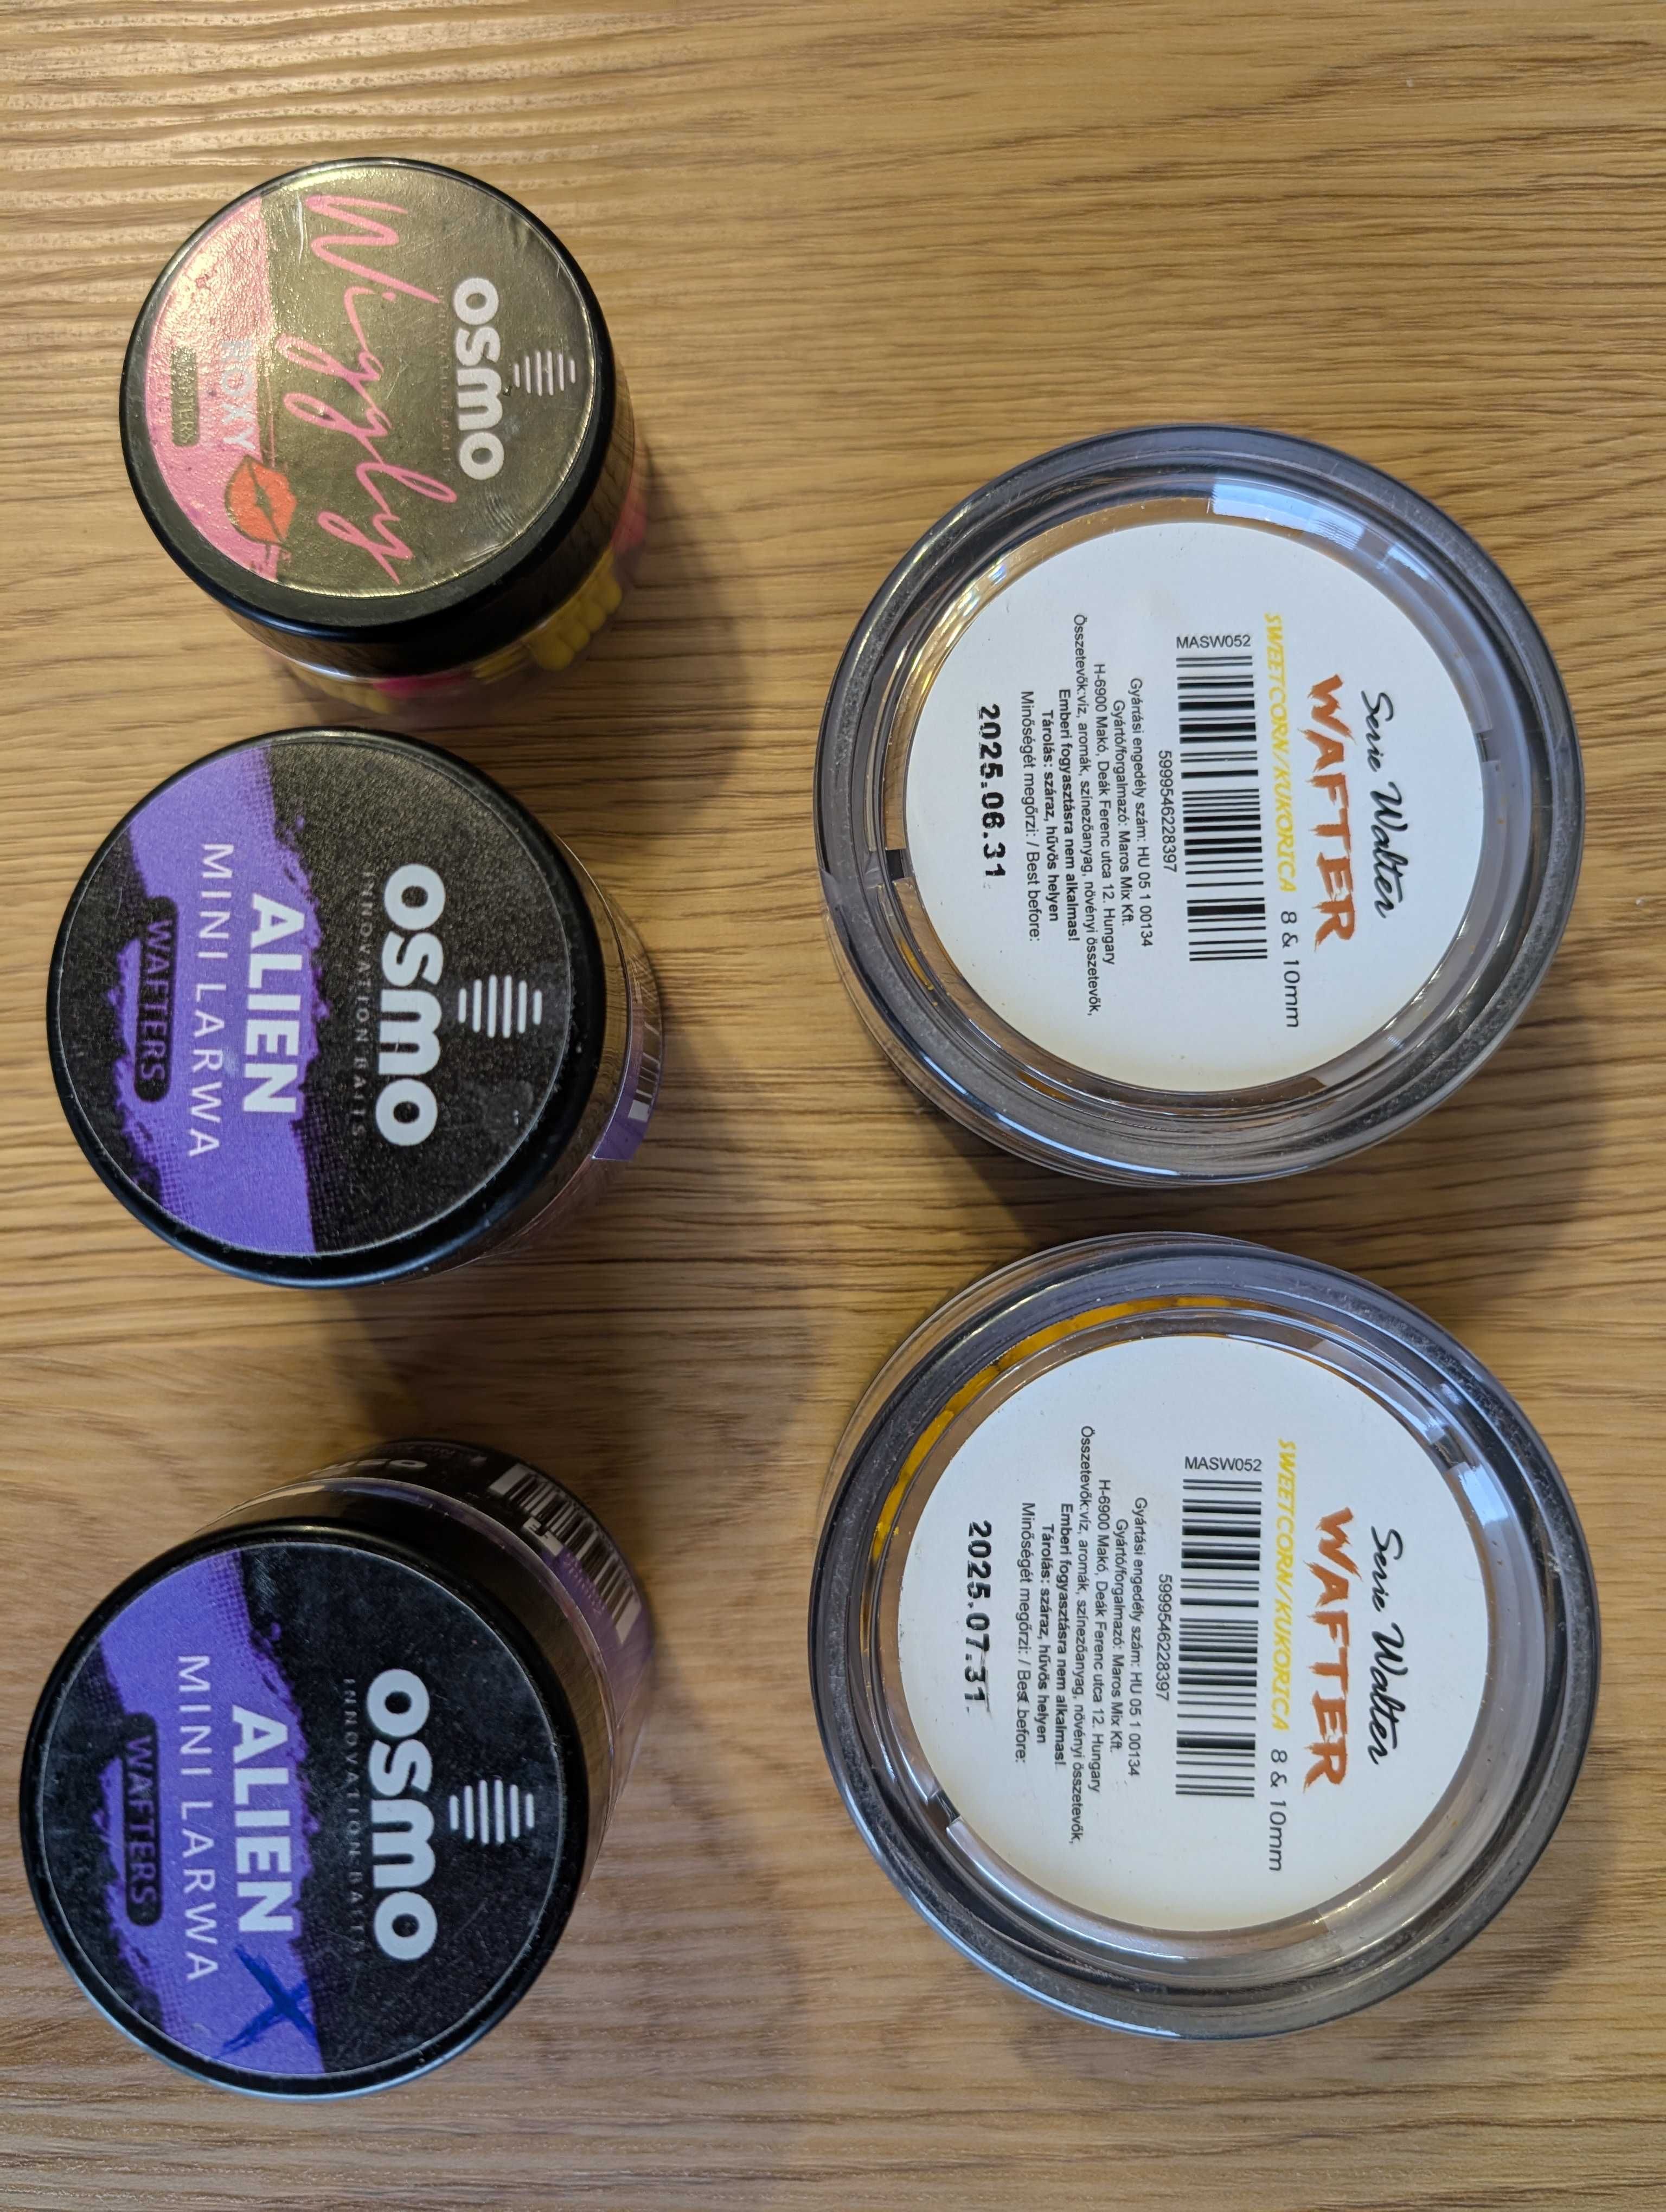 Serie Walter
WAFTER
SWEETCORN/KUKORICA 8 & 10mm
MASW052
5999546228397
Gyártási engedély szám: HU 05 1 00134
Gyártó/forgalmazó: Maros Mix Kft.
H-6900 Makó, Deák Ferenc utca 12. Hungary
Összetevők:víz, aromák, színezőanyag, növényi összetevők,
Emberi fogyasztásra nem alkalmas!
Tárolás: száraz, hűvös helyen
Minőségét megőrzi: / Best before:
2025.06.31
Serie Walter
WAFTER
SWEETCORN/KUKORICA 8 & 10mm
MASW052
5999546228397
Gyártási engedély szám: HU 05 1 00134
Gyártó/forgalmazó: Maros Mix Kft.
H-6900 Makó, Deák Ferenc utca 12. Hungary
Összetevők:víz, aromák, színezőanyag, növényi összetevők,
Emberi fogyasztásra nem alkalmas!
Tárolás: száraz, hűvös helyen
Minőségét megőrzi: / Best before:
2025.07.31
OSMO
Wiggly
ROXY
WAFTERS
OSMO
INNOVATION BAITS
ALIEN
MINI LARWA
WAFTERS
OSMO
INNOVATION BAITS
ALIEN X
MINI LARWA
WAFTERS